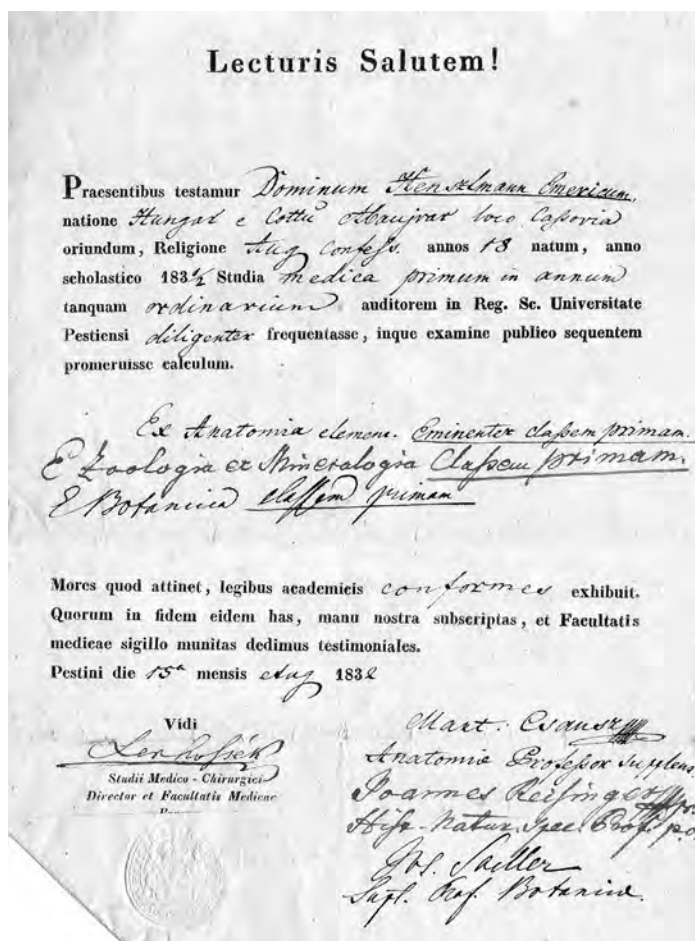 Lecturis Salutem!
Praesentibus testamur Dominum Henszlmann Emericum,
natione Hungar e Cottu Abaujvar loco Cassovia
oriundum, Religione Aug Confess. annos 18 natum, anno
scholastico 183½ Studia medica primum in annum
tanquam ordinarium auditorem in Reg. Sc. Universitate
Pestiensi diligenter frequentasse, inque examine publico sequentem
promeruisse calculum.
Ex Anatomia elemen. Eminenter classem primam.
E Zoologia et Mineralogia Classem primam.
E Botanica classem primam
Mores quod attinet, legibus academicis conformes exhibuit.
Quorum in fidem eidem has, manu nostra subscriptas, et Facultatis
medicae sigillo munitas dedimus testimoniales.
Pestini die 15a mensis Aug 1832
Vidi
Lenhossék
Studii Medico-Chirurgici
Director et Facultatis Medicae
Mart: Csausz
Anatomiae Professor supplens
Joannes Reisinger
Hist. Natur. Spec. Prof. p.o.
Jos. Sadler
Supl. Prof. Botanices.